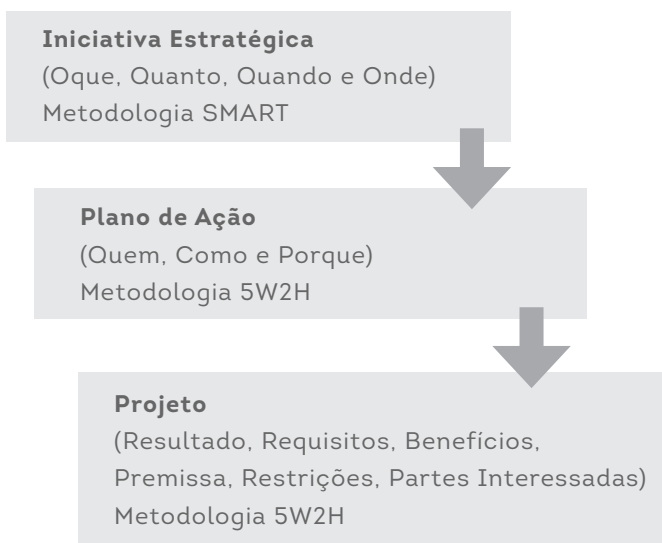 Iniciativa Estratégica
(Oque, Quanto, Quando e Onde)
Metodologia SMART
Plano de Ação
(Quem, Como e Porque)
Metodologia 5W2H
Projeto
(Resultado, Requisitos, Benefícios,
Premissa, Restrições, Partes Interessadas)
Metodologia 5W2H